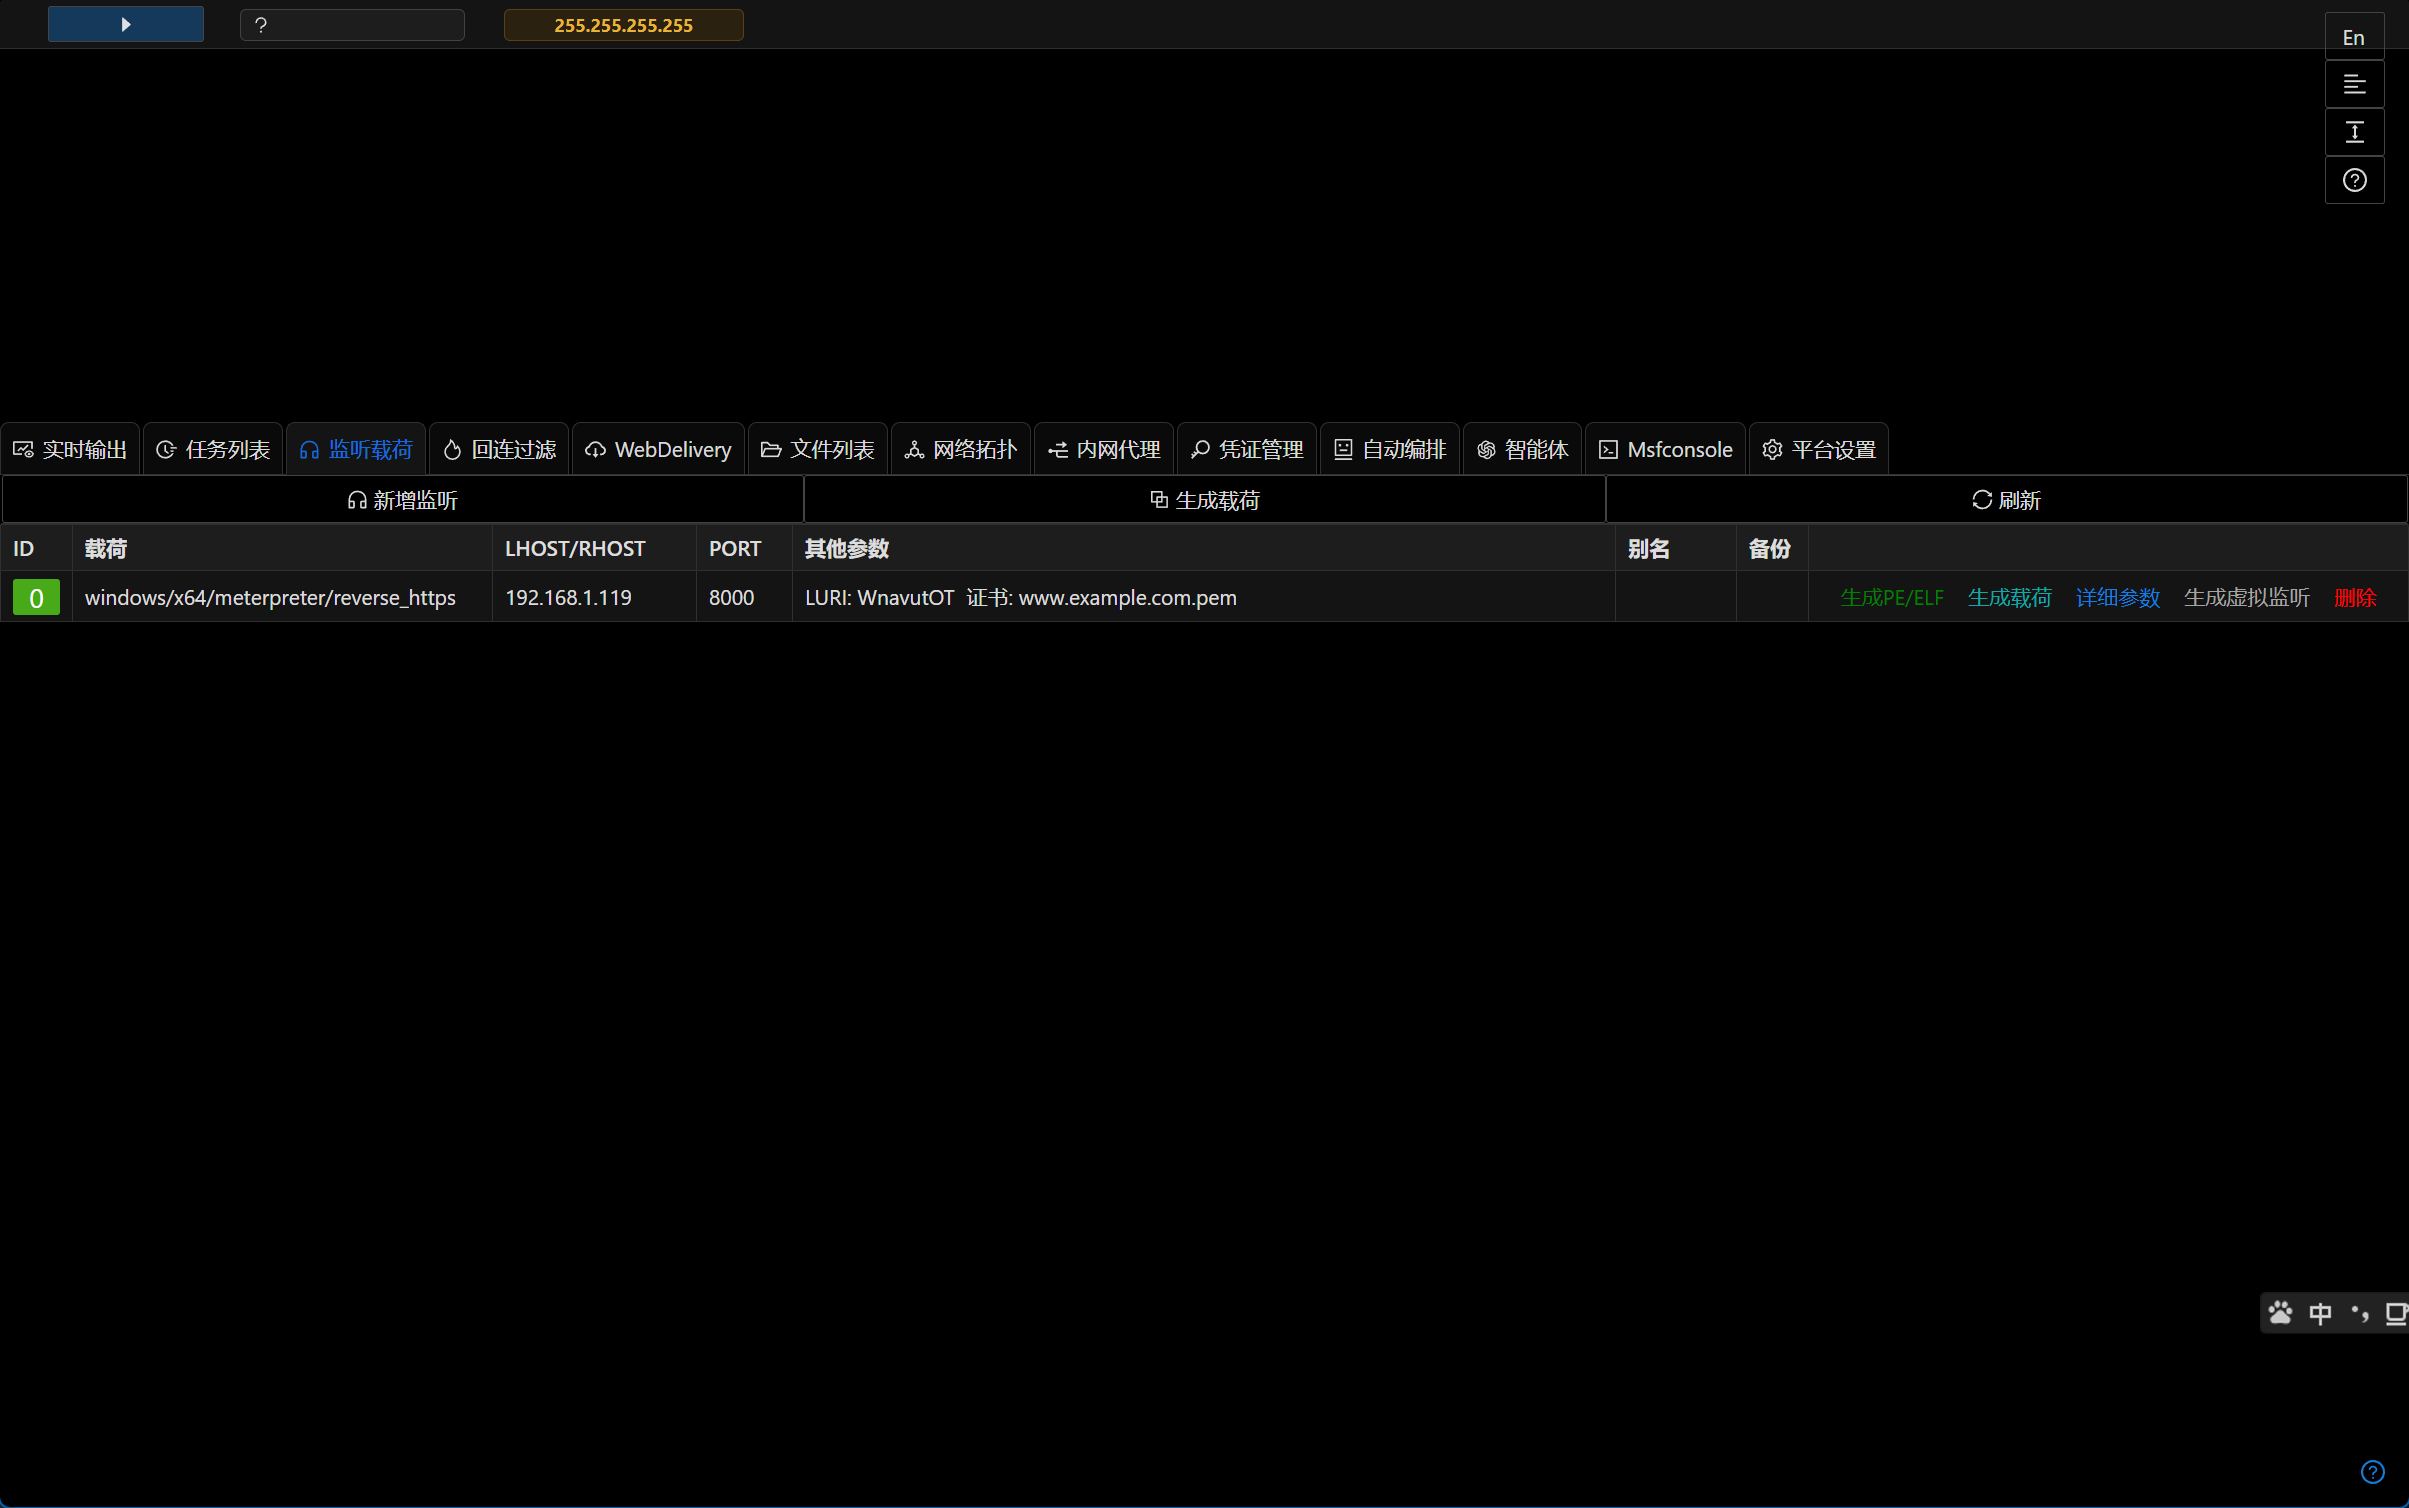 ?
255.255.255.255
En
实时输出 任务列表 监听载荷 回连过滤 WebDelivery 文件列表 网络拓扑 内网代理 凭证管理 自动编排 智能体 Msfconsole 平台设置
新增监听 生成载荷 刷新
ID 载荷 LHOST/RHOST PORT 其他参数 别名 备份
0 windows/x64/meterpreter/reverse_https 192.168.1.119 8000 LURI: WnavutOT 证书: www.example.com.pem 生成PE/ELF 生成载荷 详细参数 生成虚拟监听 删除
中